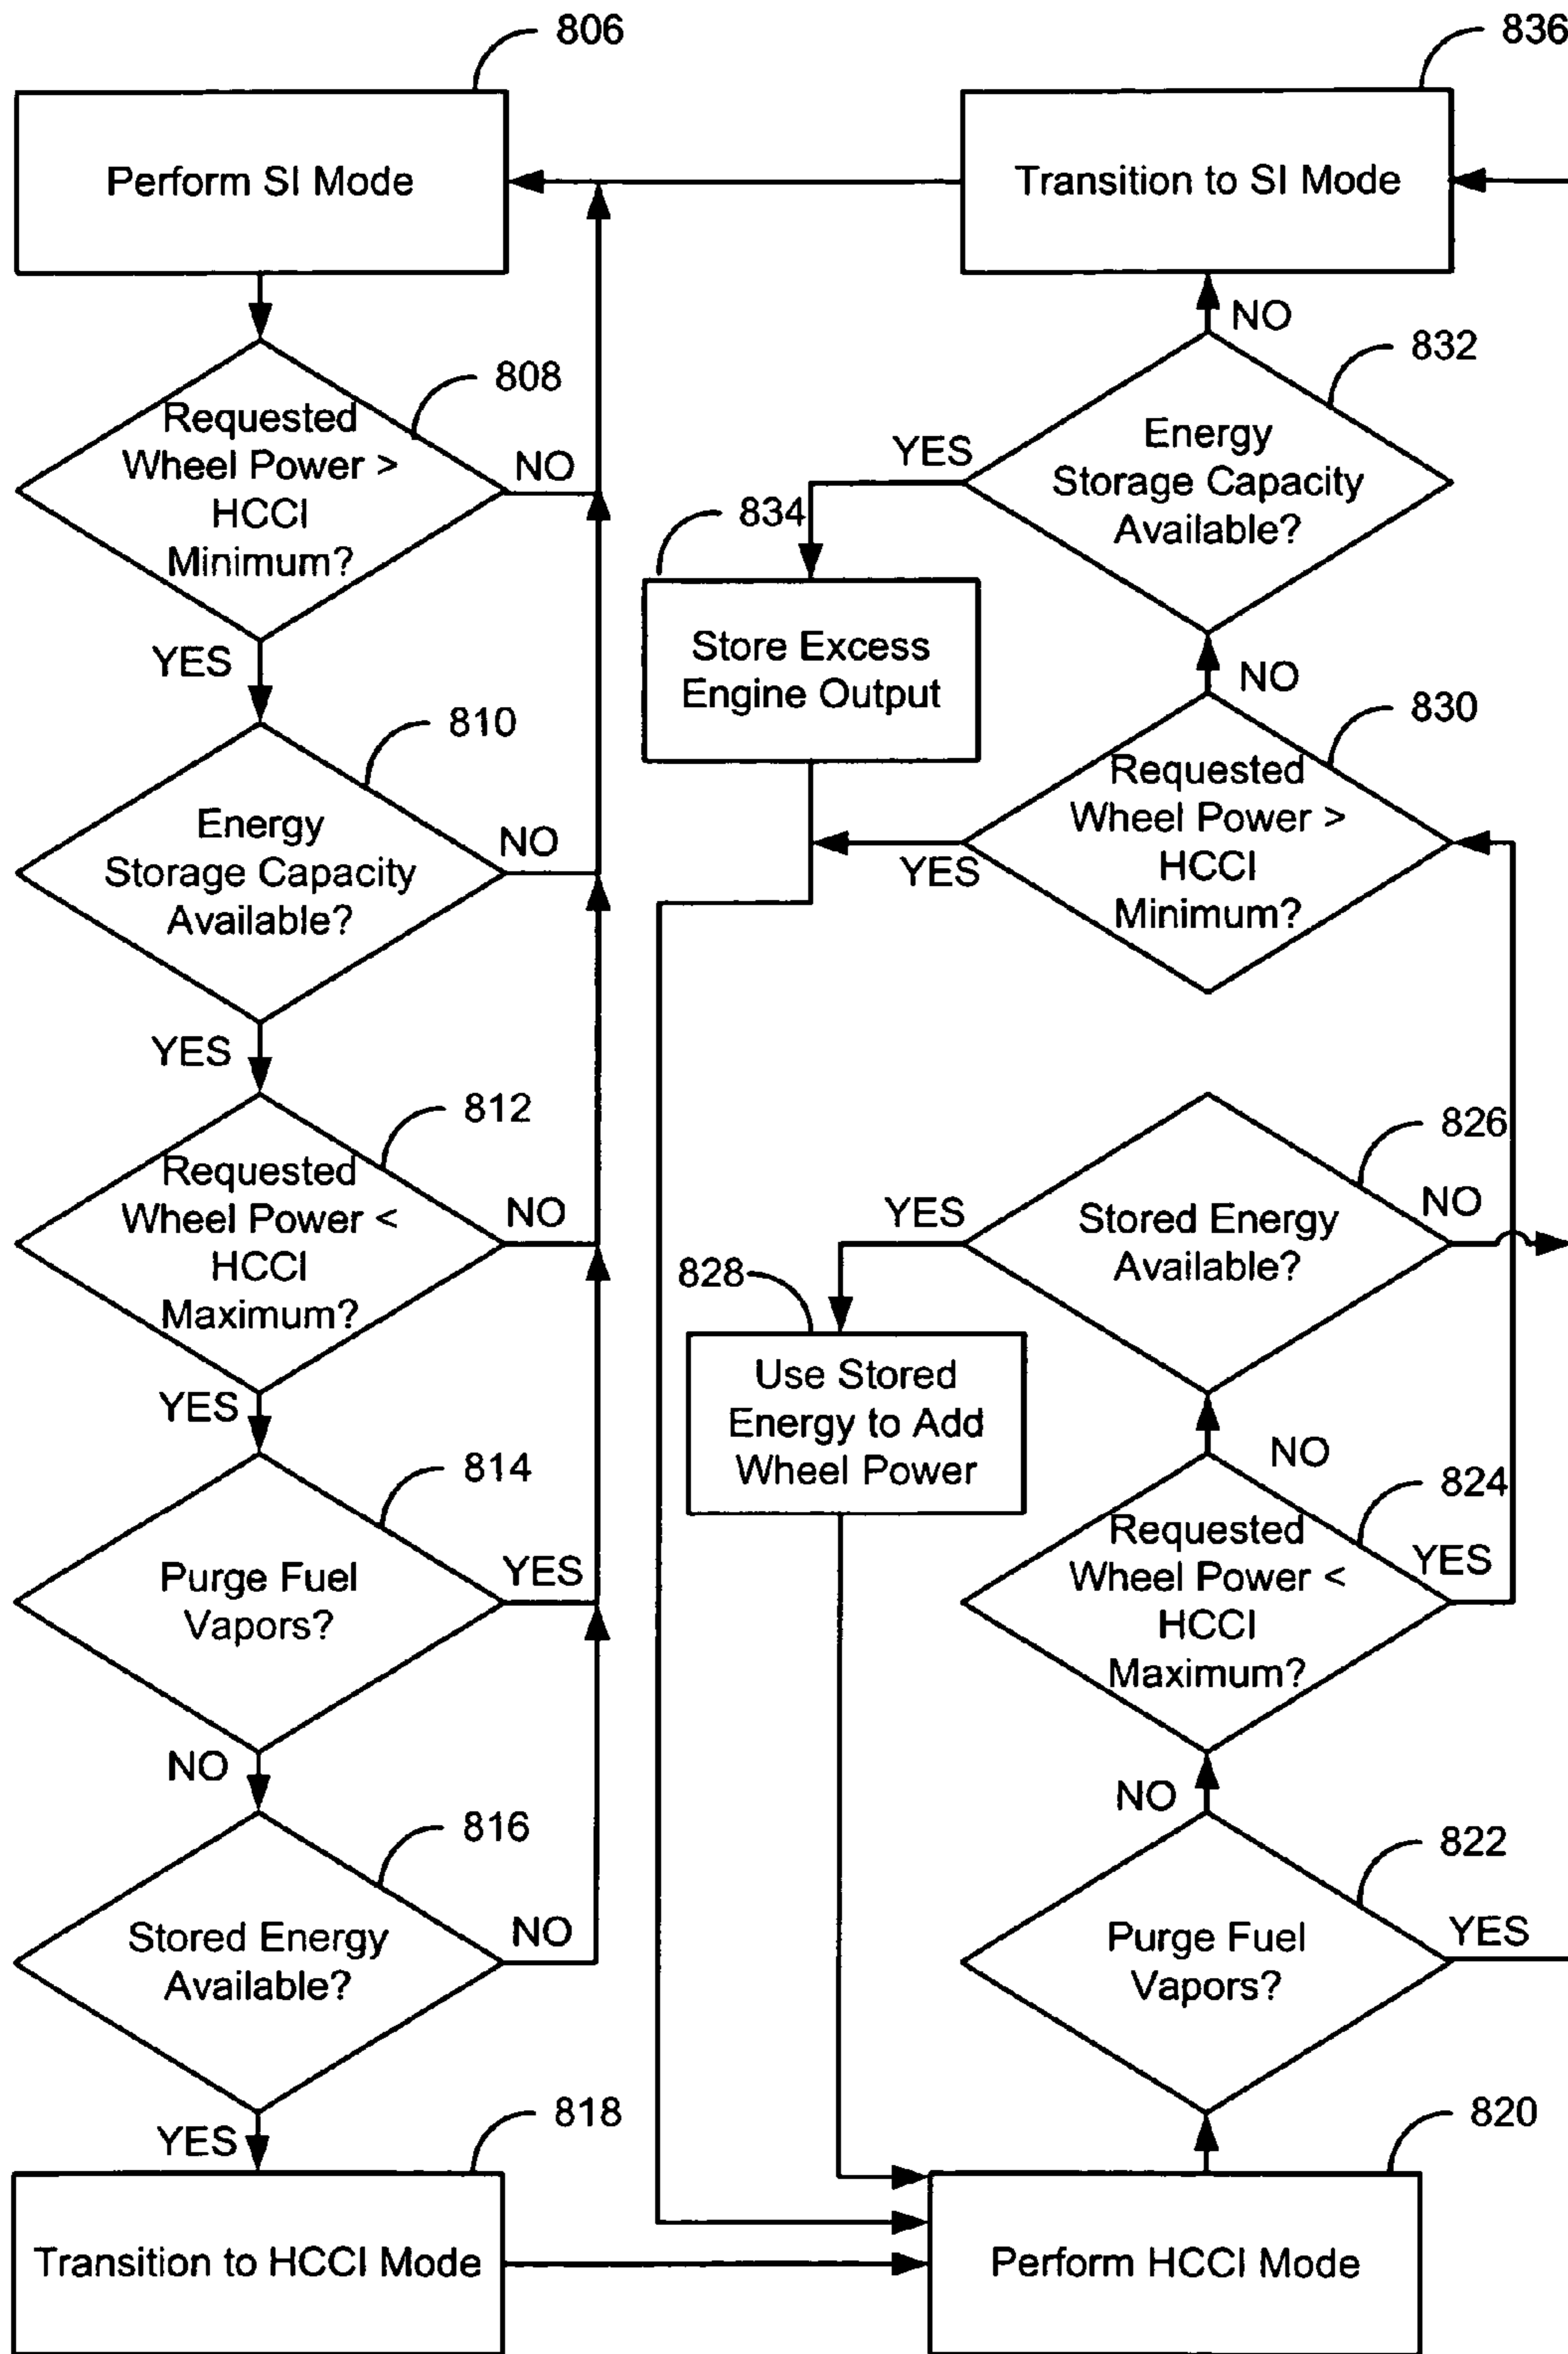 806
Perform SI Mode
836
Transition to SI Mode
808
Requested
Wheel Power >
HCCI
Minimum?
NO
YES
810
Energy
Storage Capacity
Available?
NO
YES
812
Requested
Wheel Power <
HCCI
Maximum?
NO
YES
814
Purge Fuel
Vapors?
YES
NO
816
Stored Energy
Available?
NO
YES
818
Transition to HCCI Mode
NO
832
Energy
Storage Capacity
Available?
YES
834
Store Excess
Engine Output
NO
830
Requested
Wheel Power >
HCCI
Minimum?
YES
826
Stored Energy
Available?
NO
YES
828
Use Stored
Energy to Add
Wheel Power
NO
824
Requested
Wheel Power <
HCCI
Maximum?
YES
NO
822
Purge Fuel
Vapors?
YES
820
Perform HCCI Mode